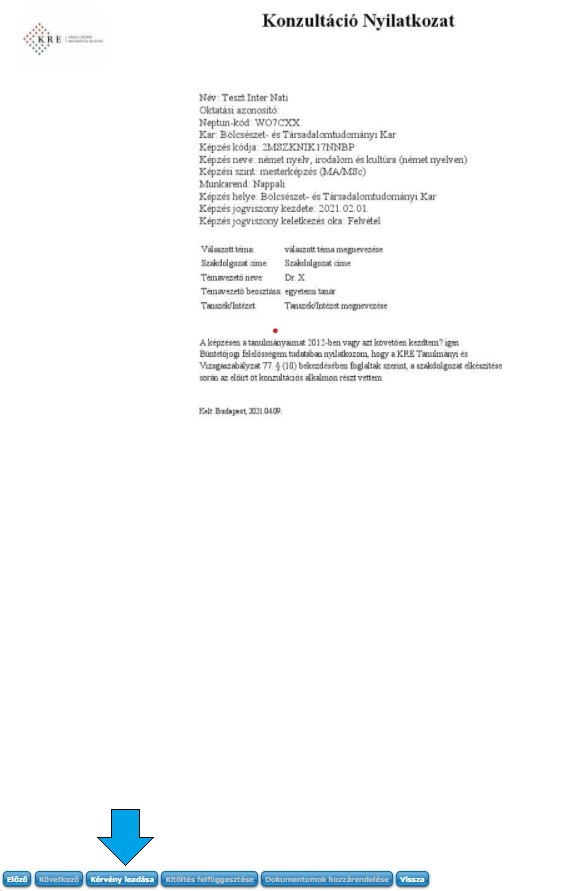 Konzultáció Nyilatkozat
KRE
Név: Teszt Inter Nati
Oktatási azonosító:
Neptun-kód: WO7CXX
Kar: Bölcsészet- és Társadalomtudományi Kar
Képzés kódja: 2MSZKNIK17NNBP
Képzés neve: német nyelv, irodalom és kultúra (német nyelven)
Képzési szint: mesterképzés (MA/MSc)
Munkarend: Nappali
Képzés helye: Bölcsészet- és Társadalomtudományi Kar
Képzés jogviszony kezdete: 2021.02.01.
Képzés jogviszony keletkezés oka: Felvétel
Választott téma: választott téma megnevezése
Szakdolgozat címe: Szakdolgozat címe
Témavezető neve: Dr. X.
Témavezető beosztása: egyetemi tanár
Tanszék/Intézet: Tanszék/Intézet megnevezése
A képzésen a tanulmányaimat 2012-ben vagy azt követően kezdtem? igen
Büntetőjogi felelősségem tudatában nyilatkozom, hogy a KRE Tanulmányi és
Vizsgaszabályzat 77. § (10) bekezdésében foglaltak szerint, a szakdolgozat elkészítése
során az előírt öt konzultációs alkalmon részt vettem.
Kelt: Budapest, 2021.04.09.
Előző Következő Kérvény leadása Kitöltés felfüggesztése Dokumentumok hozzárendelése Vissza